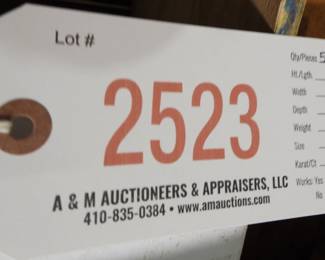 Lot #
2523
A & M AUCTIONEERS & APPRAISERS, LLC
410-835-0384 • www.amauctions.com
Qty/Pieces 5
Ht./Lgth.
Width
Depth
Weight
Size
Karat/Ct
Works: Yes
No